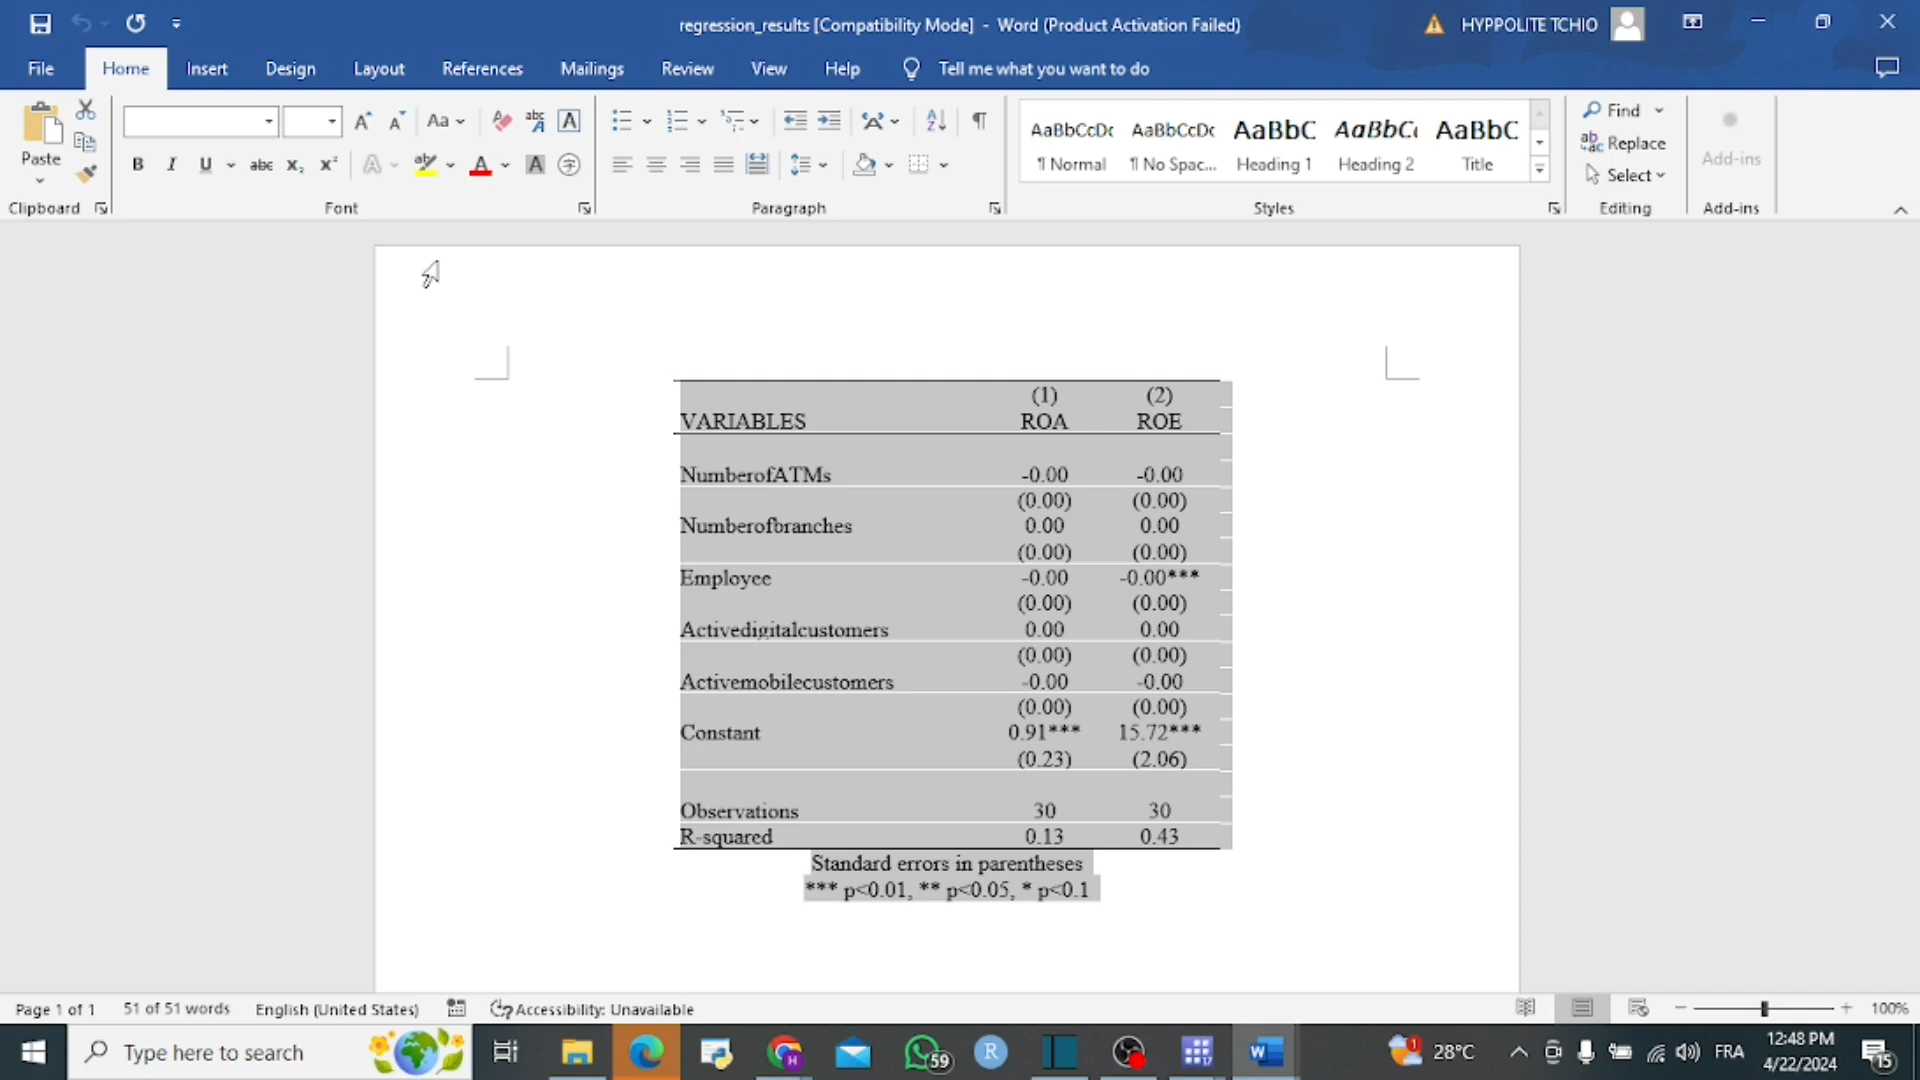 regression_results [Compatibility Mode] - Word (Product Activation Failed)
HYPPOLITE TCHIO
File Home Insert Design Layout References Mailings Review View Help Tell me what you want to do
Paste
Clipboard
Aa
B I U abc x₂ x²
A A A
Font
Paragraph
AaBbCcDc AaBbCcDc AaBbC AaBbC AaBbC
¶ Normal ¶ No Spac... Heading 1 Heading 2 Title
Styles
Find
Replace
Select
Editing
Add-ins
Add-ins
(1) (2)
VARIABLES ROA ROE
NumberofATMs -0.00 -0.00
(0.00) (0.00)
Numberofbranches 0.00 0.00
(0.00) (0.00)
Employee -0.00 -0.00***
(0.00) (0.00)
Activedigitalcustomers 0.00 0.00
(0.00) (0.00)
Activemobilecustomers -0.00 -0.00
(0.00) (0.00)
Constant 0.91*** 15.72***
(0.23) (2.06)
Observations 30 30
R-squared 0.13 0.43
Standard errors in parentheses
*** p<0.01, ** p<0.05, * p<0.1
Page 1 of 1 51 of 51 words English (United States) Accessibility: Unavailable 100%
Type here to search
59
28°C
FRA
12:48 PM
4/22/2024
15